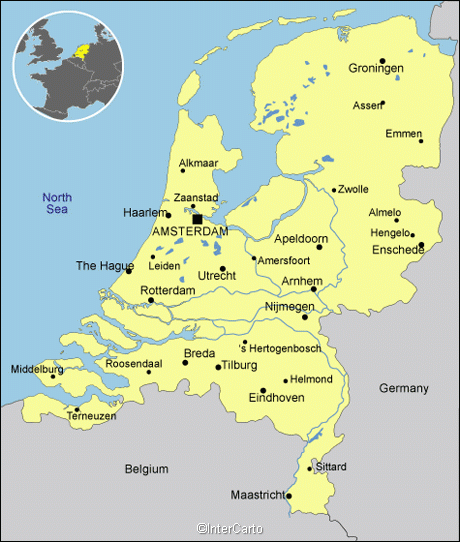 Groningen
Assen
Emmen
Alkmaar
Zaanstad
Zwolle
North
Sea
Haarlem
AMSTERDAM
Almelo
Hengelo
Enschede
Apeldoorn
Amersfoort
The Hague
Leiden
Utrecht
Arnhem
Rotterdam
Nijmegen
's Hertogenbosch
Breda
Roosendaal
Tilburg
Middelburg
Helmond
Eindhoven
Germany
Terneuzen
Belgium
Sittard
Maastricht
©InterCarto